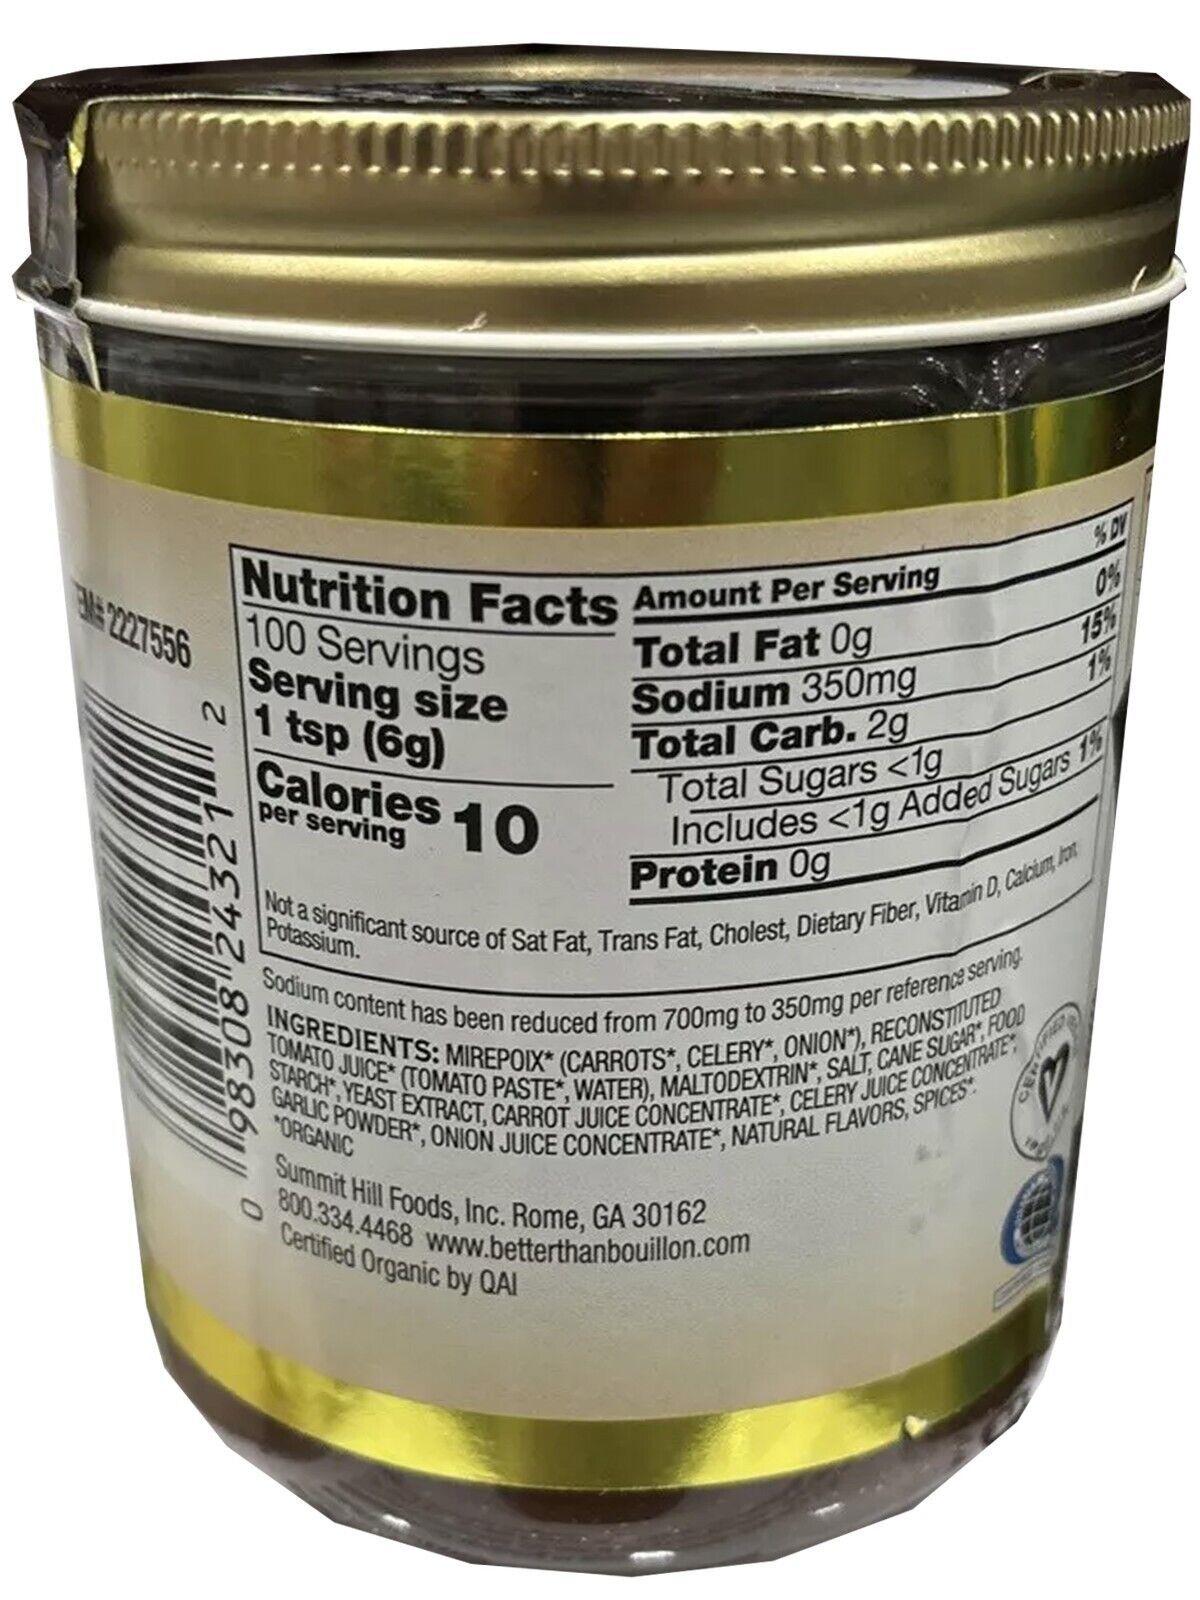 2227556
0 98308 24321 2
Nutrition Facts
100 Servings
Serving size
1 tsp (6g)
Calories 10
per serving
Amount Per Serving % DV
Total Fat 0g 0%
Sodium 350mg 15%
Total Carb. 2g 1%
Total Sugars <1g
Includes <1g Added Sugars 1%
Protein 0g
Not a significant source of Sat Fat, Trans Fat, Cholest, Dietary Fiber, Vitamin D, Calcium, Iron,
Potassium.
Sodium content has been reduced from 700mg to 350mg per reference serving.
INGREDIENTS: MIREPOIX* (CARROTS*, CELERY*, ONION*), RECONSTITUTED
TOMATO JUICE* (TOMATO PASTE*, WATER), MALTODEXTRIN*, SALT, CANE SUGAR*, FOOD
STARCH*, YEAST EXTRACT, CARROT JUICE CONCENTRATE*, CELERY JUICE CONCENTRATE*,
GARLIC POWDER*, ONION JUICE CONCENTRATE*, NATURAL FLAVORS, SPICES*.
*ORGANIC
Summit Hill Foods, Inc. Rome, GA 30162
800.334.4468 www.betterthanbouillon.com
Certified Organic by QAI